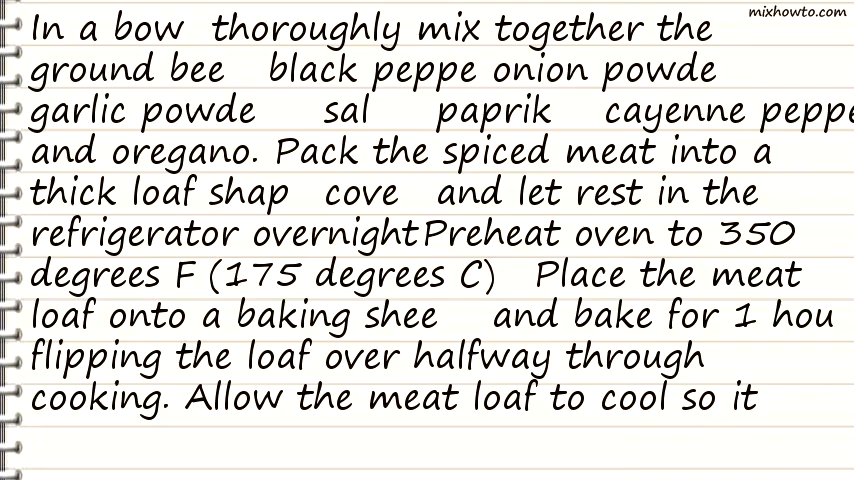 mixhowto.com
In a bow thoroughly mix together the
ground bee black peppe onion powde
garlic powde sal paprik cayenne peppe
and oregano. Pack the spiced meat into a
thick loaf shap cove and let rest in the
refrigerator overnightPreheat oven to 350
degrees F (175 degrees C) Place the meat
loaf onto a baking shee and bake for 1 hou
flipping the loaf over halfway through
cooking. Allow the meat loaf to cool so it